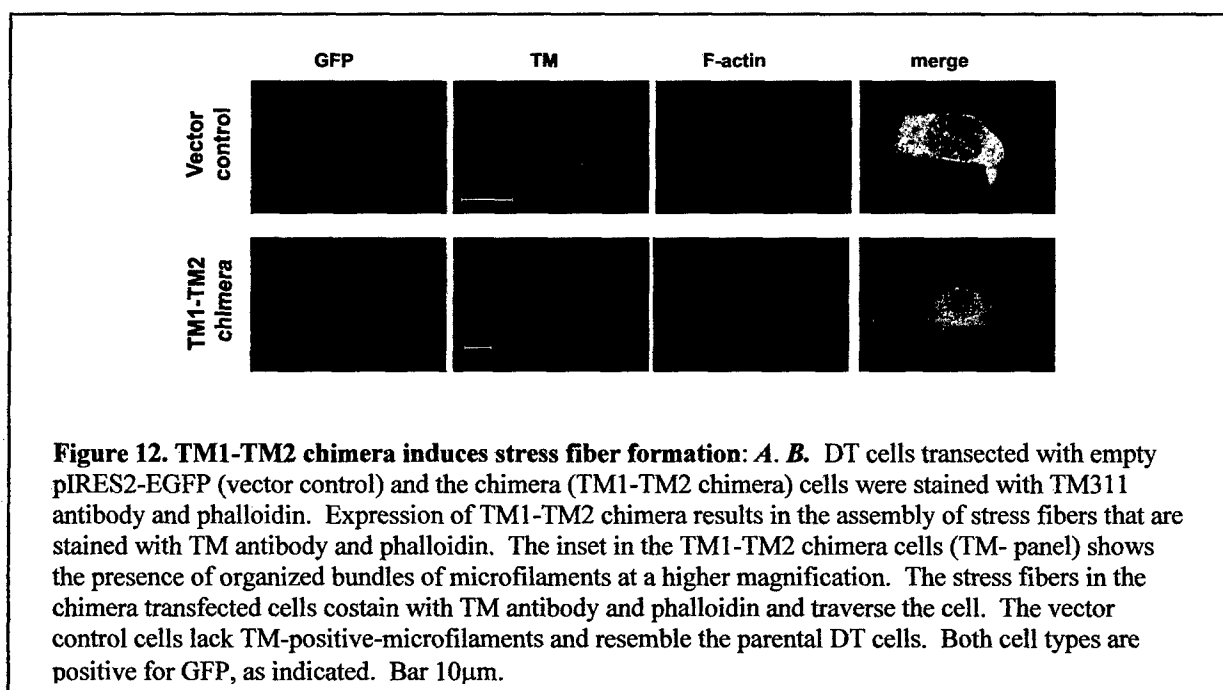 GFP TM F-actin merge
Vector
control
TM1-TM2
chimera
Figure 12. TM1-TM2 chimera induces stress fiber formation: A. B. DT cells transected with empty
pIRES2-EGFP (vector control) and the chimera (TM1-TM2 chimera) cells were stained with TM311
antibody and phalloidin. Expression of TM1-TM2 chimera results in the assembly of stress fibers that are
stained with TM antibody and phalloidin. The inset in the TM1-TM2 chimera cells (TM- panel) shows
the presence of organized bundles of microfilaments at a higher magnification. The stress fibers in the
chimera transfected cells costain with TM antibody and phalloidin and traverse the cell. The vector
control cells lack TM-positive-microfilaments and resemble the parental DT cells. Both cell types are
positive for GFP, as indicated. Bar 10µm.